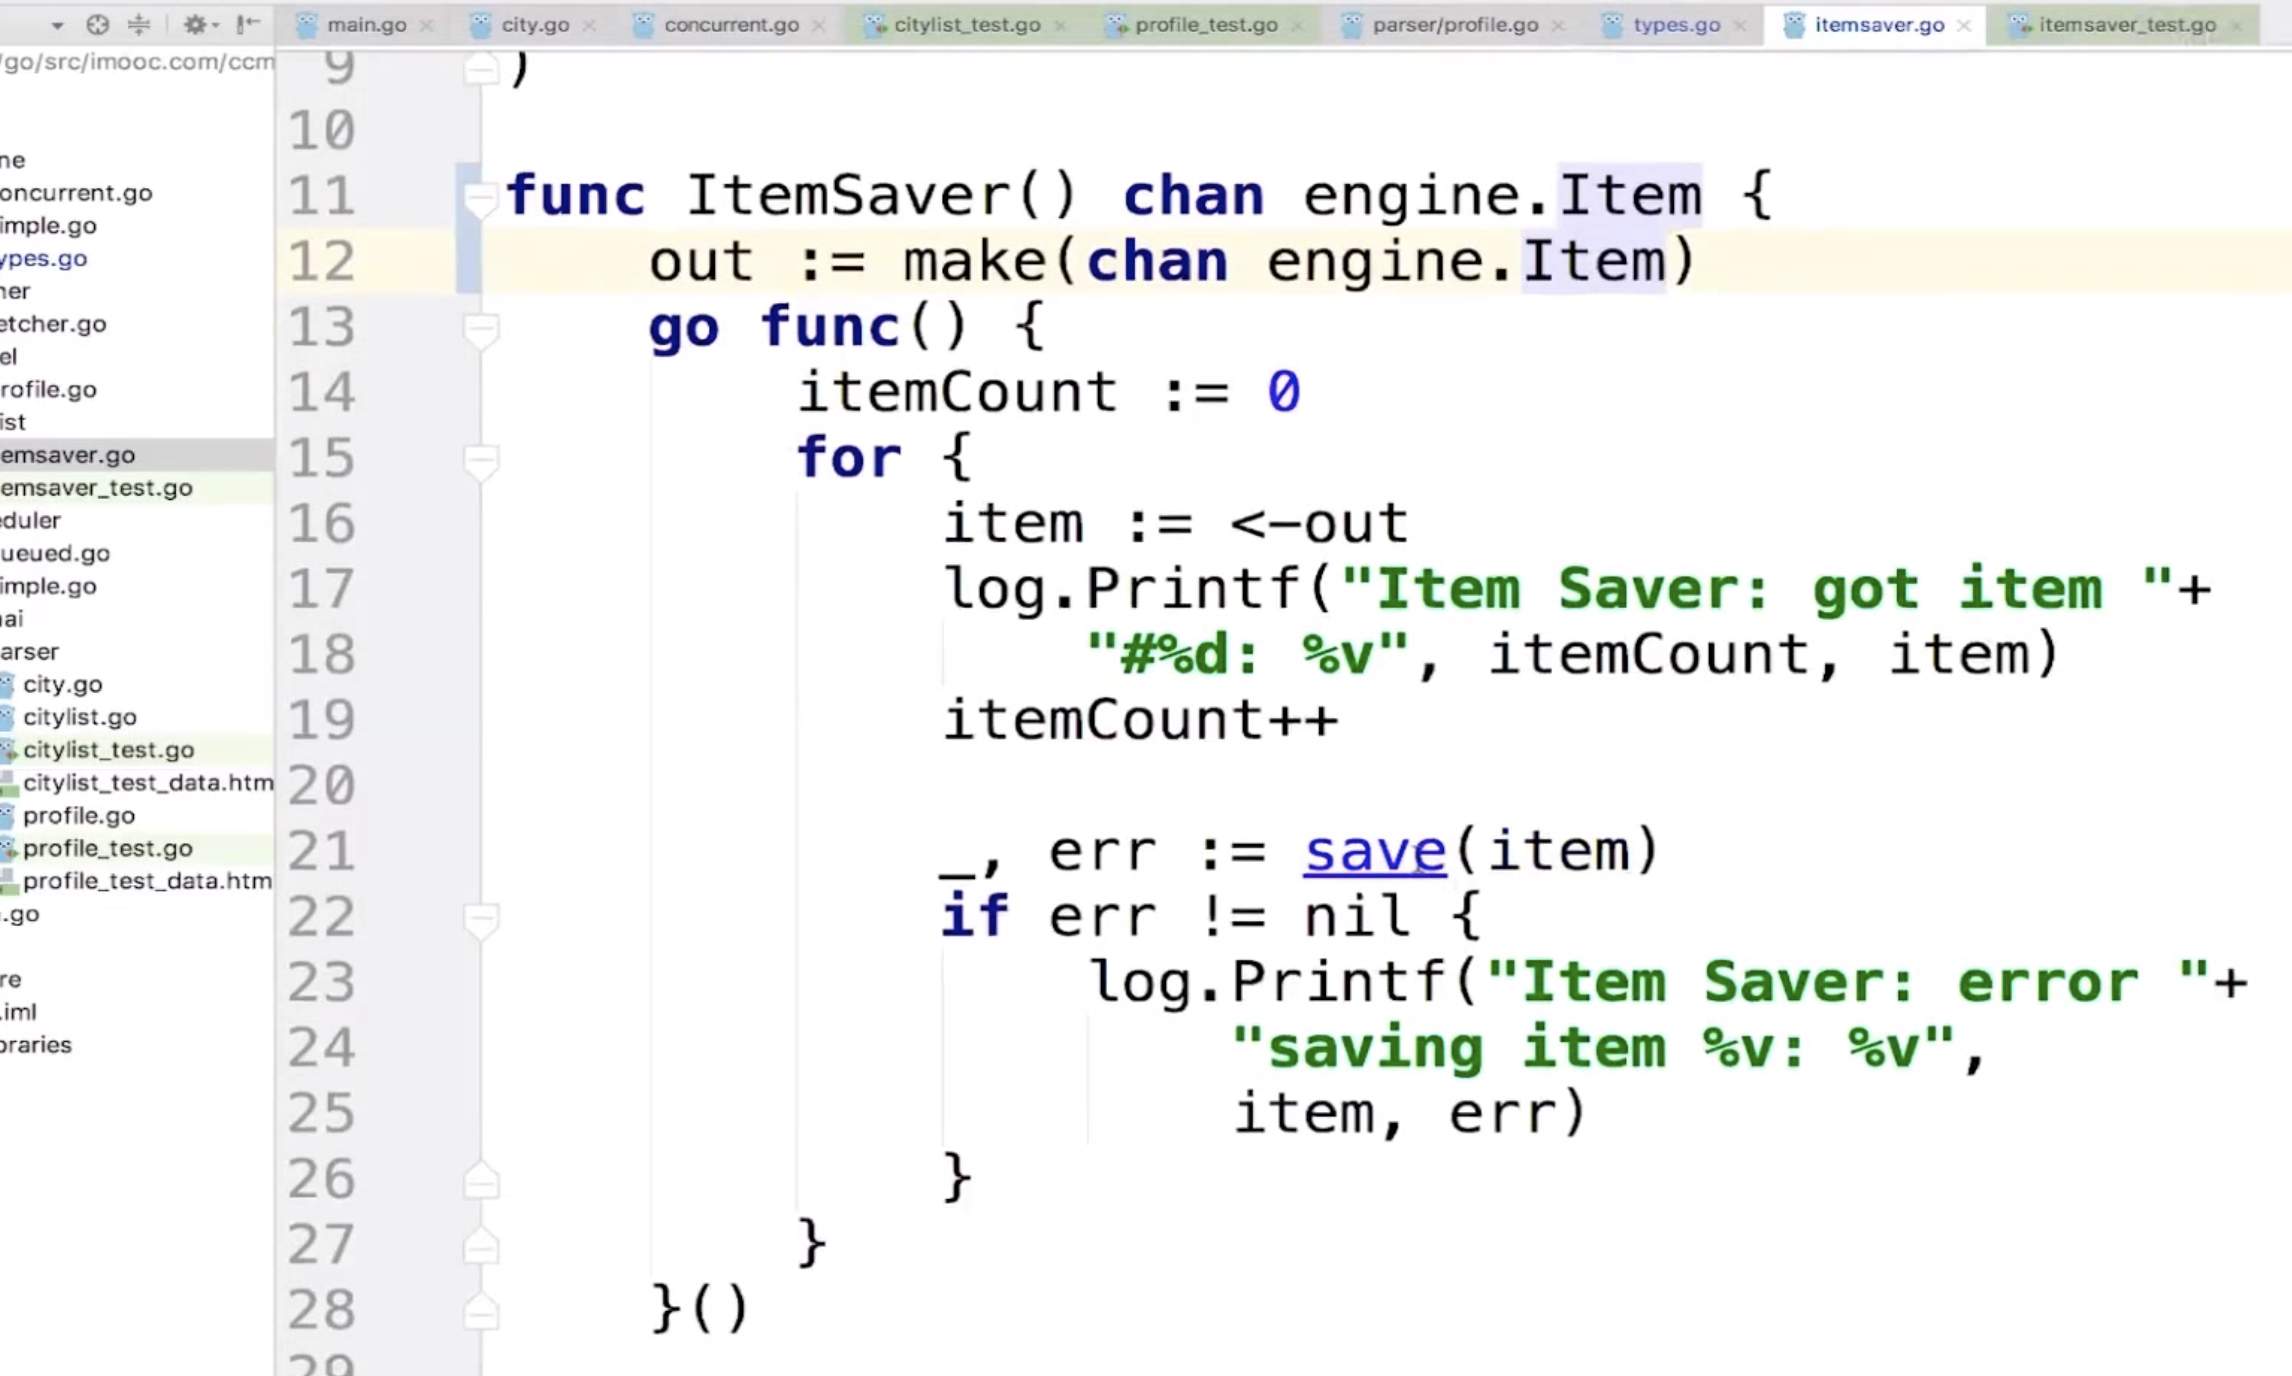 main.go
city.go
concurrent.go
citylist_test.go
profile_test.go
parser/profile.go
types.go
itemsaver.go
itemsaver_test.go
/go/src/imooc.com/ccm
ne
oncurrent.go
imple.go
ypes.go
her
etcher.go
el
rofile.go
ist
emsaver.go
emsaver_test.go
eduler
ueued.go
imple.go
ai
arser
city.go
citylist.go
citylist_test.go
citylist_test_data.htm
profile.go
profile_test.go
profile_test_data.htm
.go
re
.iml
braries
9 )
10
11 func ItemSaver() chan engine.Item {
12 out := make(chan engine.Item)
13 go func() {
14 itemCount := 0
15 for {
16 item := <-out
17 log.Printf("Item Saver: got item "+
18 "#%d: %v", itemCount, item)
19 itemCount++
20
21 _, err := save(item)
22 if err != nil {
23 log.Printf("Item Saver: error "+
24 "saving item %v: %v",
25 item, err)
26 }
27 }
28 }()
29